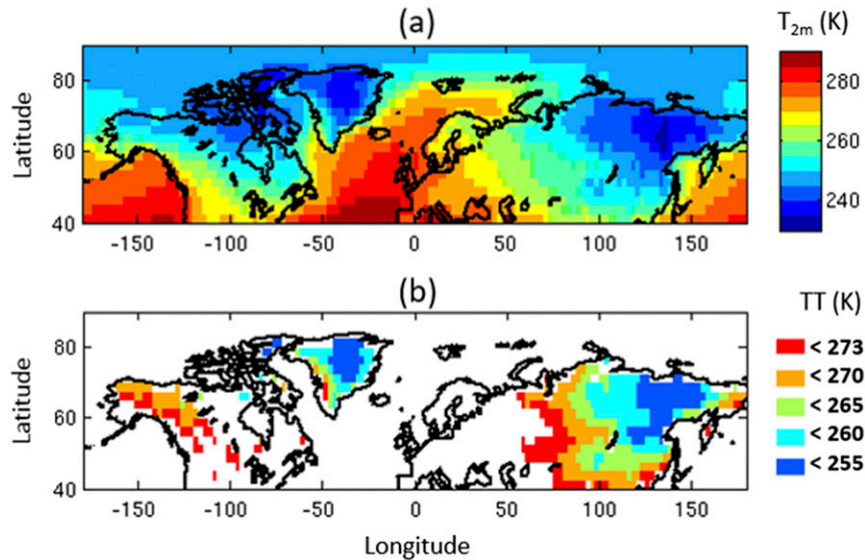 (a)
T2m (K)
Latitude
80
60
40
-150 -100 -50 0 50 100 150
280
260
240
(b)
TT (K)
Latitude
80
60
40
-150 -100 -50 0 50 100 150
Longitude
< 273
< 270
< 265
< 260
< 255